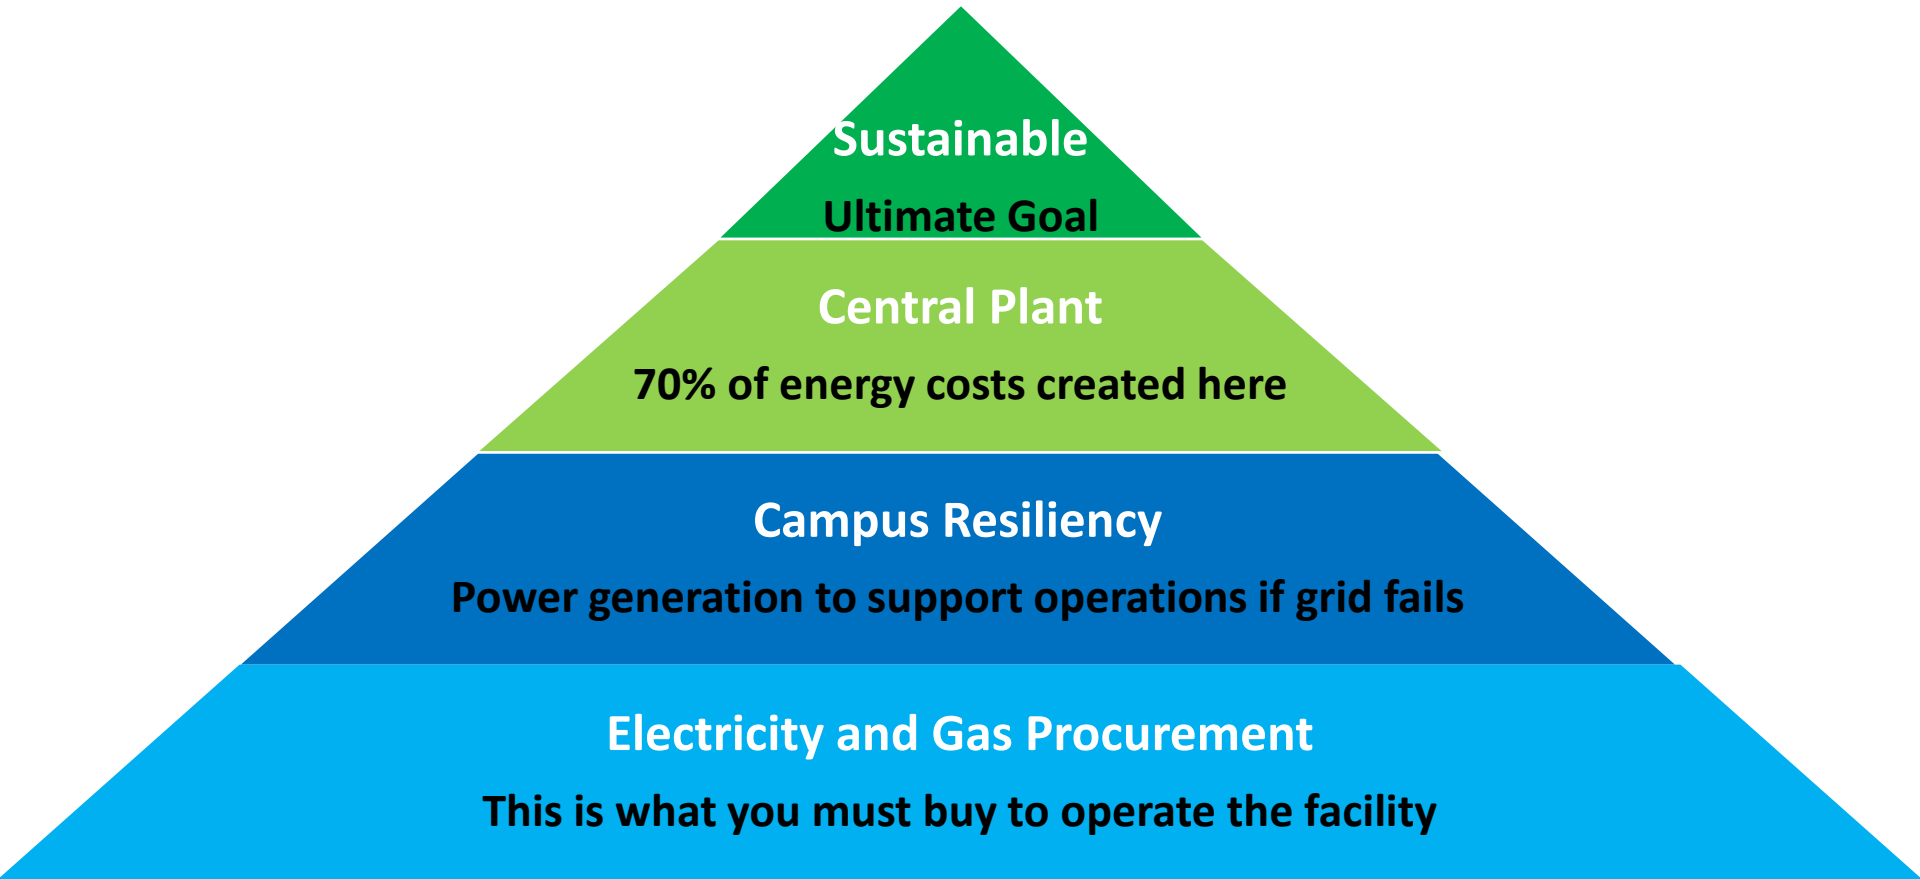 Sustainable
Ultimate Goal
Central Plant
70% of energy costs created here
Campus Resiliency
Power generation to support operations if grid fails
Electricity and Gas Procurement
This is what you must buy to operate the facility